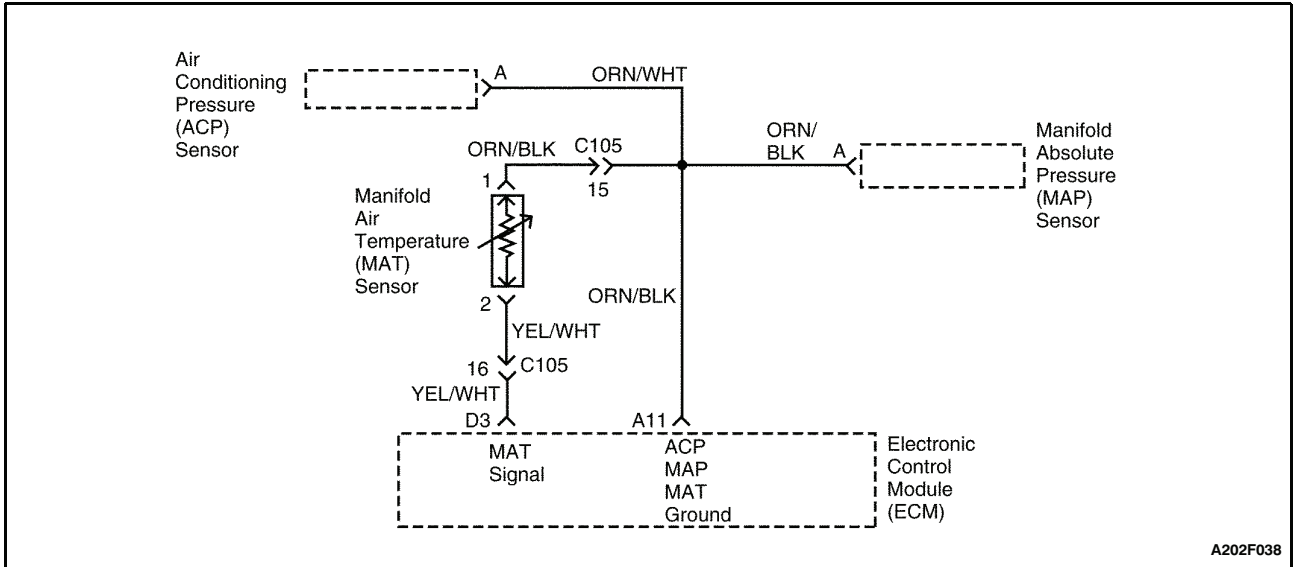 Air
Conditioning
Pressure
(ACP)
Sensor
A
ORN/WHT
ORN/BLK
C105
15
ORN/
BLK
A
Manifold
Absolute
Pressure
(MAP)
Sensor
1
Manifold
Air
Temperature
(MAT)
Sensor
2
ORN/BLK
YEL/WHT
16
C105
YEL/WHT
D3
A11
MAT
Signal
ACP
MAP
MAT
Ground
Electronic
Control
Module
(ECM)
A202F038